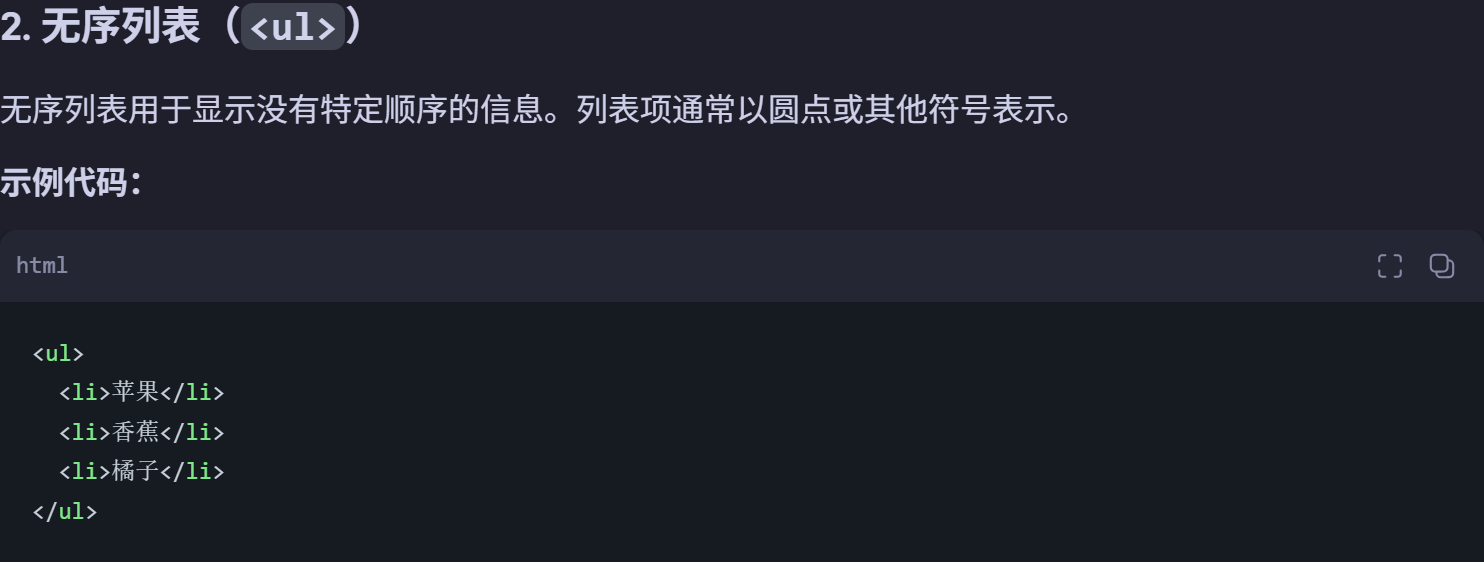 2. 无序列表（<ul>）
无序列表用于显示没有特定顺序的信息。列表项通常以圆点或其他符号表示。
示例代码：
html
<ul>
  <li>苹果</li>
  <li>香蕉</li>
  <li>橘子</li>
</ul>